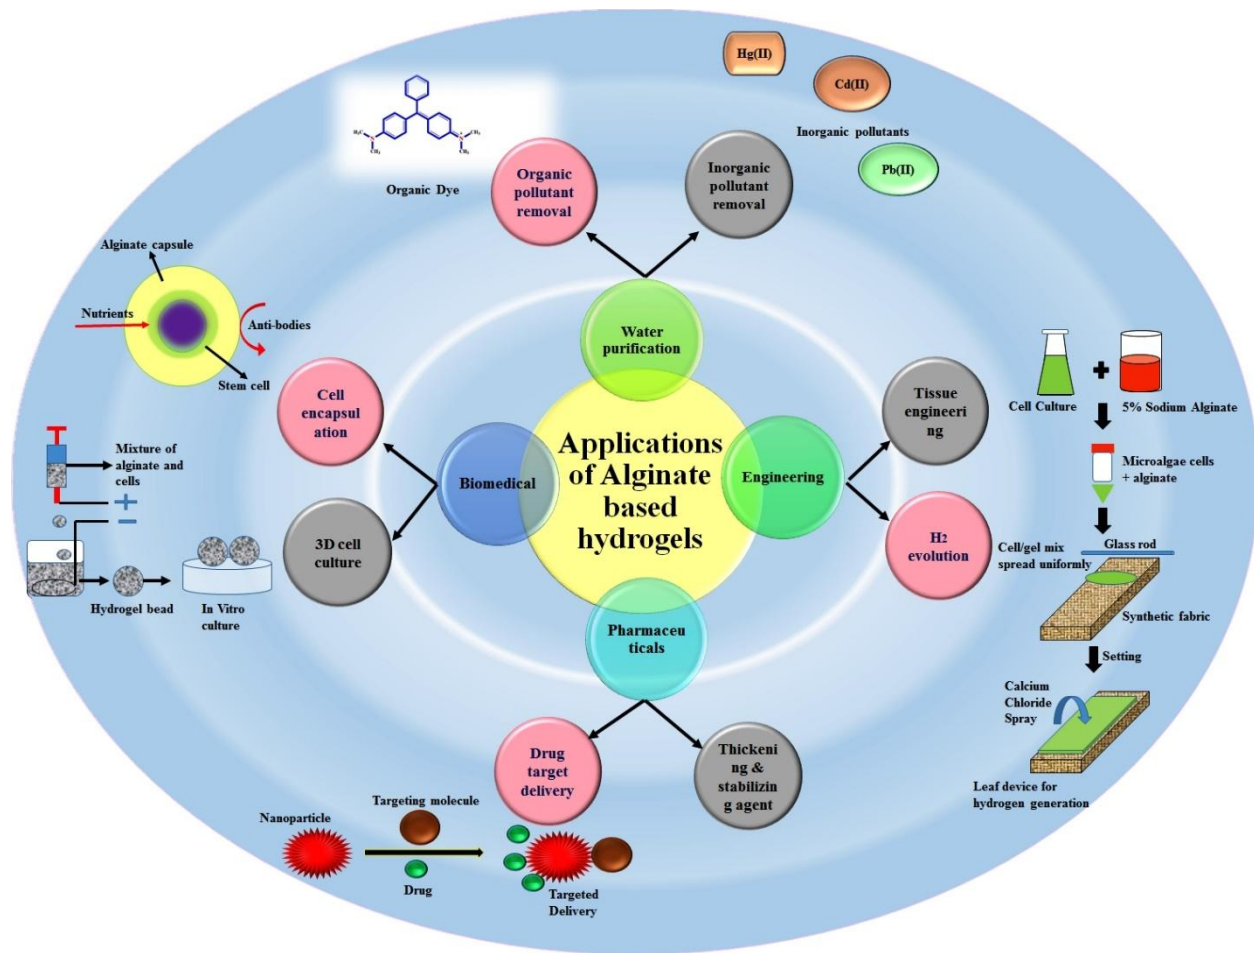 Hg(II)
Cd(II)
Inorganic pollutants
Pb(II)
H₃C
N
CH₃
N
CH₃
CH₃
Organic Dye
Organic
pollutant
removal
Inorganic
pollutant
removal
Alginate capsule
Nutrients
Anti-bodies
Stem cell
Water
purification
Cell
encapsul
ation
Tissue
engineeri
ng
Cell Culture
+
5% Sodium Alginate
Mixture of
alginate and
cells
+
−
Applications
of Alginate
based
hydrogels
Biomedical
Engineering
Microalgae cells
+ alginate
3D cell
culture
H2
evolution
Glass rod
Cell/gel mix
spread uniformly
Hydrogel bead
In Vitro
culture
Synthetic fabric
Pharmaceu
ticals
Setting
Calcium
Chloride
Spray
Drug
target
delivery
Thickeni
ng &
stabilizin
g agent
Leaf device for
hydrogen generation
Targeting molecule
Nanoparticle
Drug
Targeted
Delivery